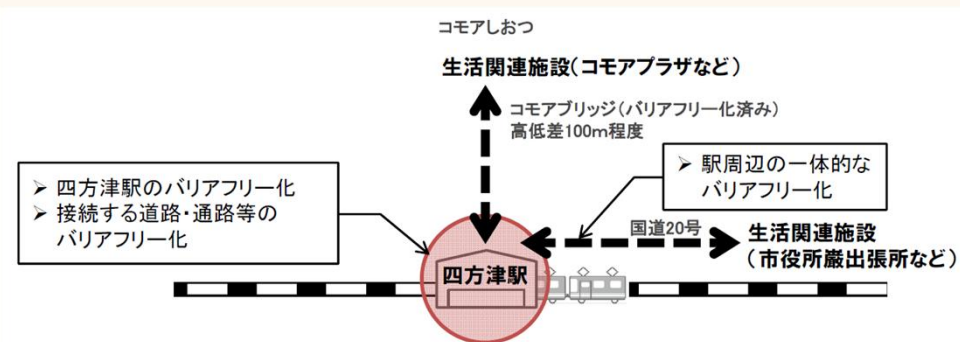 コモアしおつ
生活関連施設(コモアプラザなど)
コモアブリッジ(バリアフリー化済み)
高低差100m程度
➢ 四方津駅のバリアフリー化
➢ 接続する道路・通路等の
バリアフリー化
➢ 駅周辺の一体的な
バリアフリー化
国道20号
生活関連施設
(市役所巌出張所など)
四方津駅